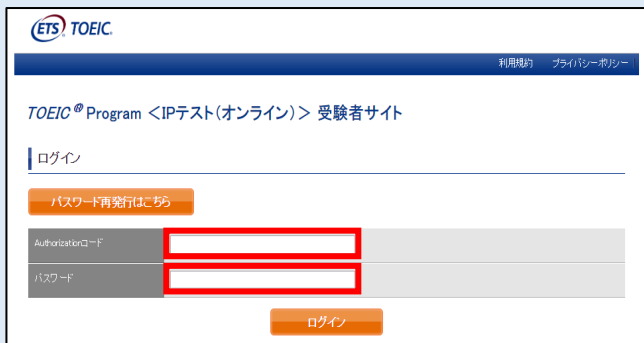 ETS TOEIC®
利用規約 プライバシーポリシー
TOEIC® Program ＜IPテスト（オンライン）＞ 受験者サイト
ログイン
パスワード再発行はこちら
Authorizationコード
パスワード
ログイン